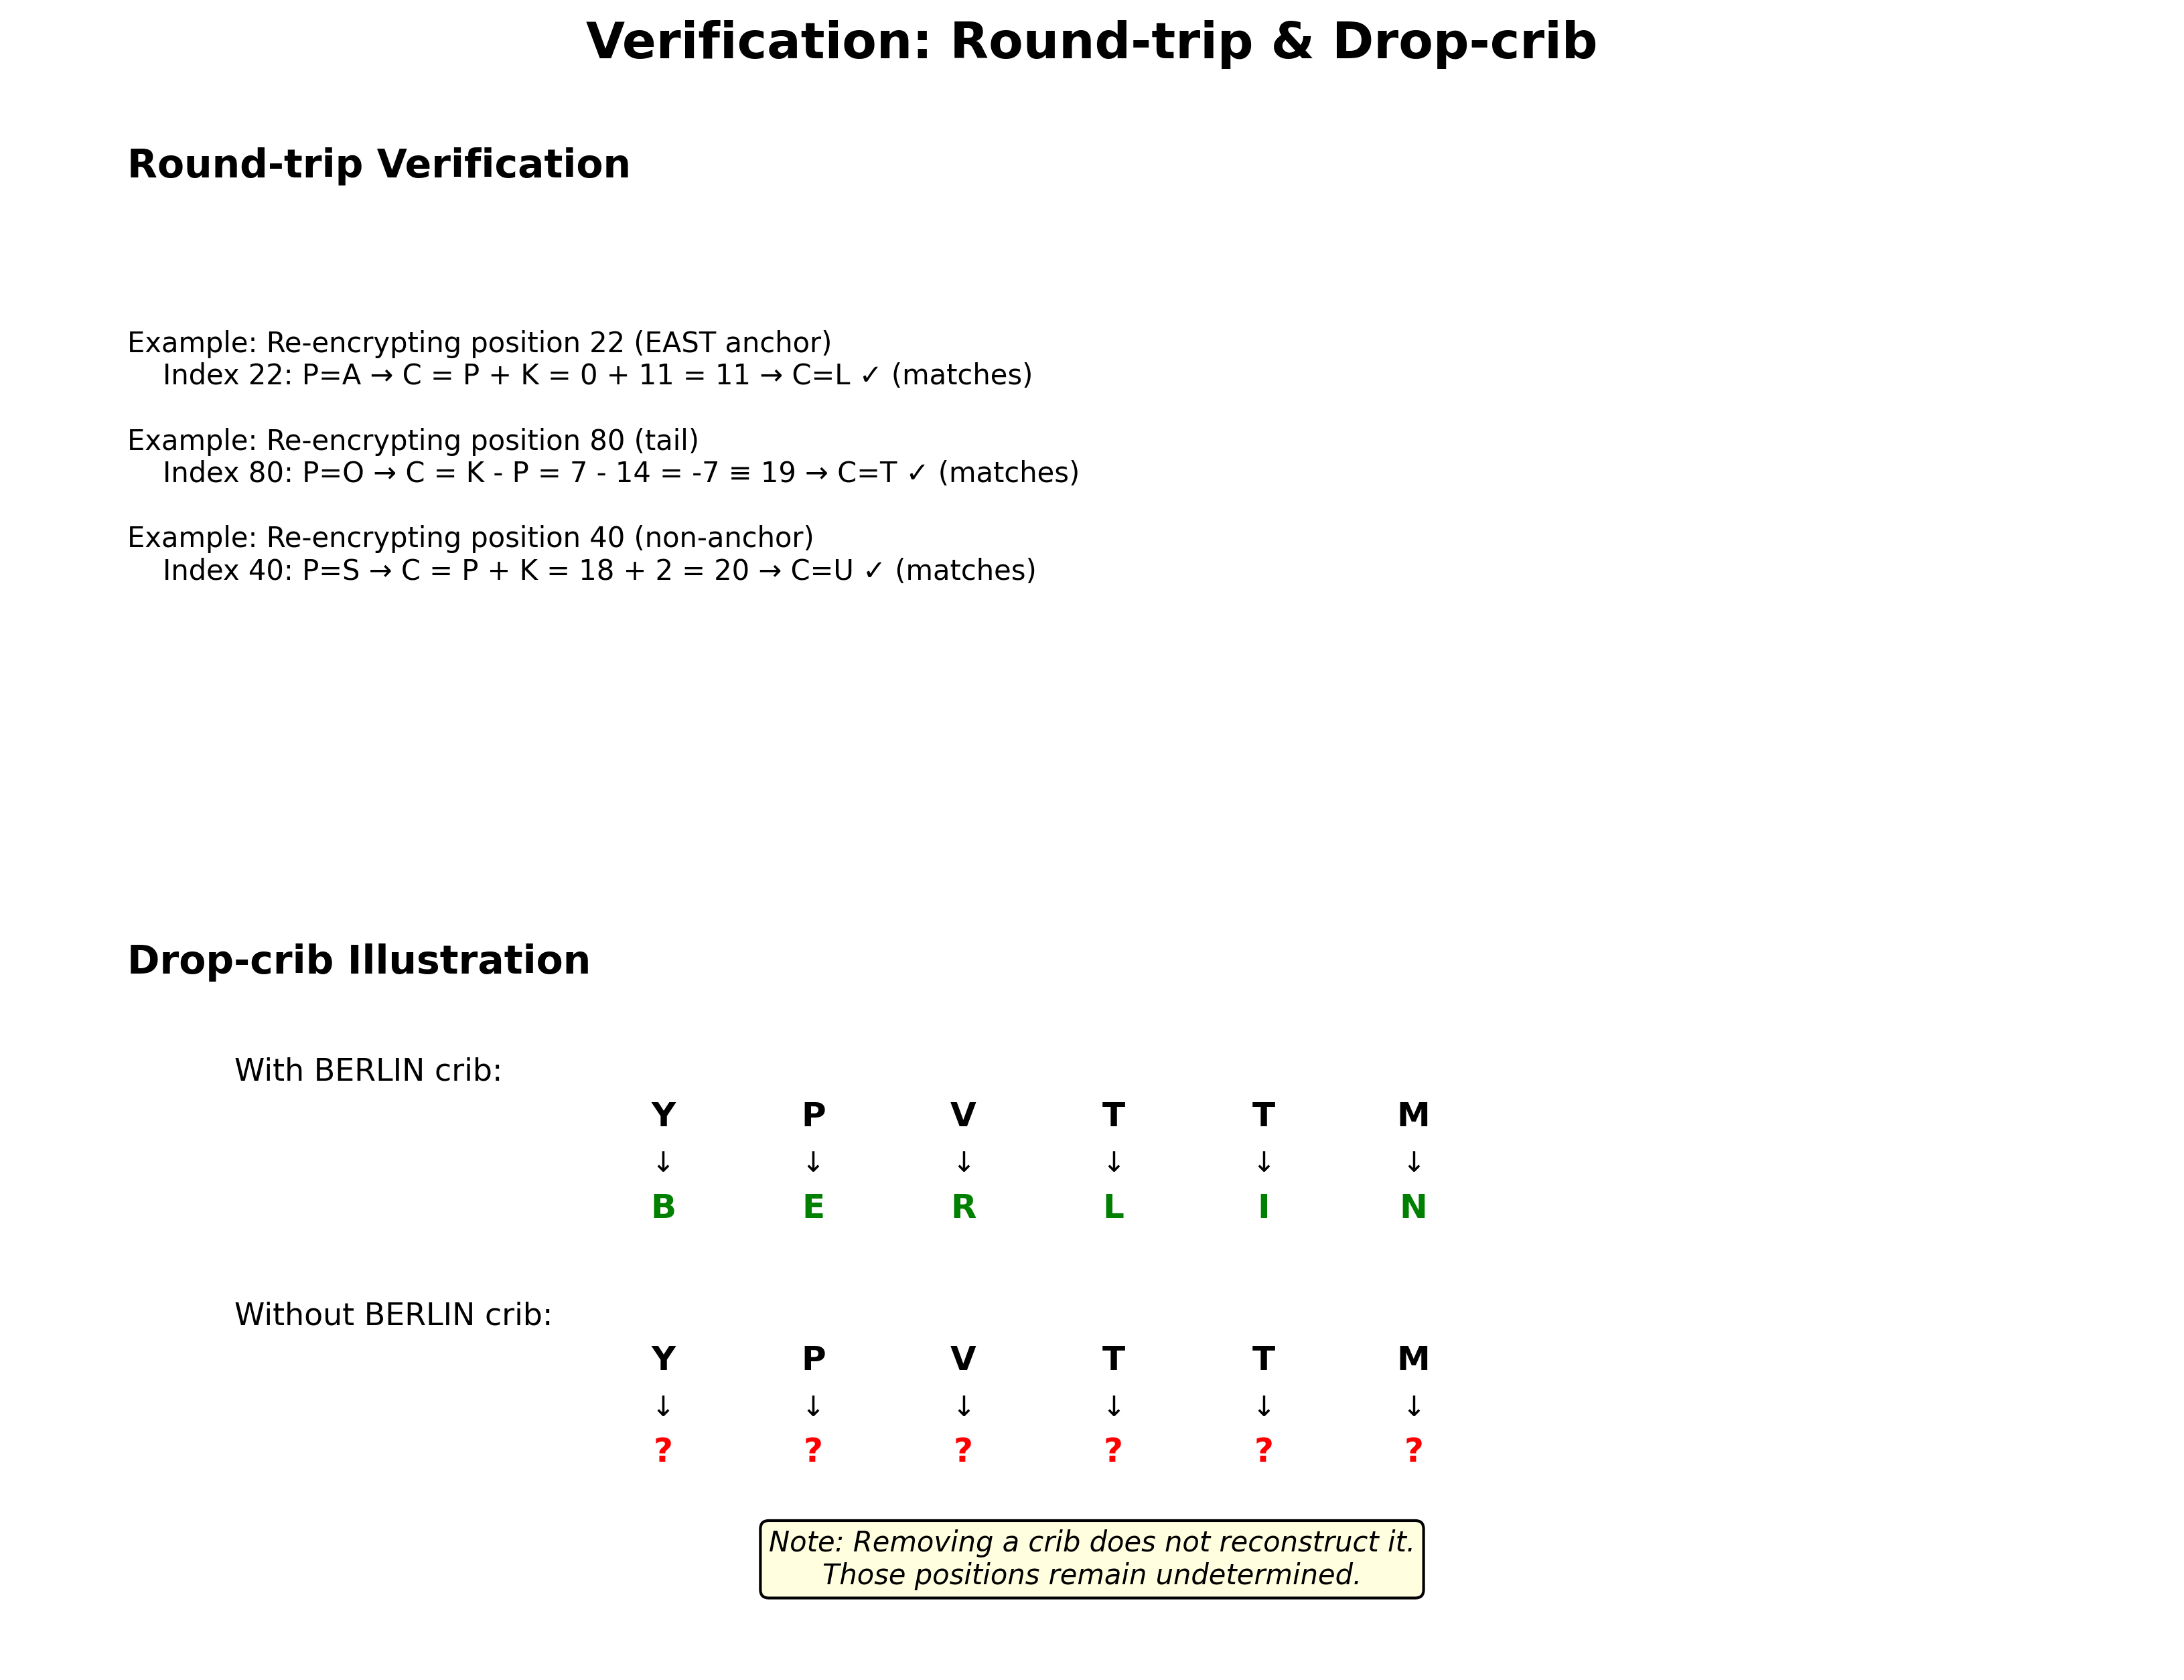 Verification: Round-trip & Drop-crib
Round-trip Verification
Example: Re-encrypting position 22 (EAST anchor)
Index 22: P=A → C = P + K = 0 + 11 = 11 → C=L ✓ (matches)
Example: Re-encrypting position 80 (tail)
Index 80: P=O → C = K - P = 7 - 14 = -7 ≡ 19 → C=T ✓ (matches)
Example: Re-encrypting position 40 (non-anchor)
Index 40: P=S → C = P + K = 18 + 2 = 20 → C=U ✓ (matches)
Drop-crib Illustration
With BERLIN crib:
Y P V T T M
↓ ↓ ↓ ↓ ↓ ↓
B E R L I N
Without BERLIN crib:
Y P V T T M
↓ ↓ ↓ ↓ ↓ ↓
? ? ? ? ? ?
Note: Removing a crib does not reconstruct it.
Those positions remain undetermined.